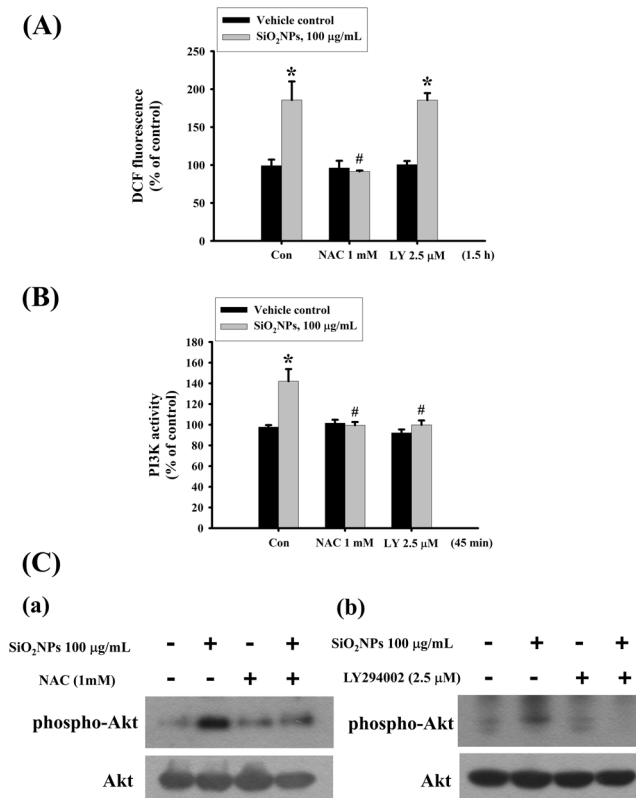 (A)
Vehicle control
SiO₂NPs, 100 μg/mL
DCF fluorescence
(% of control)
250
200
150
100
50
0
*
#
*
Con NAC 1 mM LY 2.5 μM (1.5 h)
(B)
Vehicle control
SiO₂NPs, 100 μg/mL
PI3K activity
(% of control)
180
160
140
120
100
80
60
40
20
0
*
#
#
Con NAC 1 mM LY 2.5 μM (45 min)
(C)
(a)
SiO₂NPs 100 μg/mL - + - +
NAC (1mM) - - + +
phospho-Akt
Akt
(b)
SiO₂NPs 100 μg/mL - + - +
LY294002 (2.5 μM) - - + +
phospho-Akt
Akt